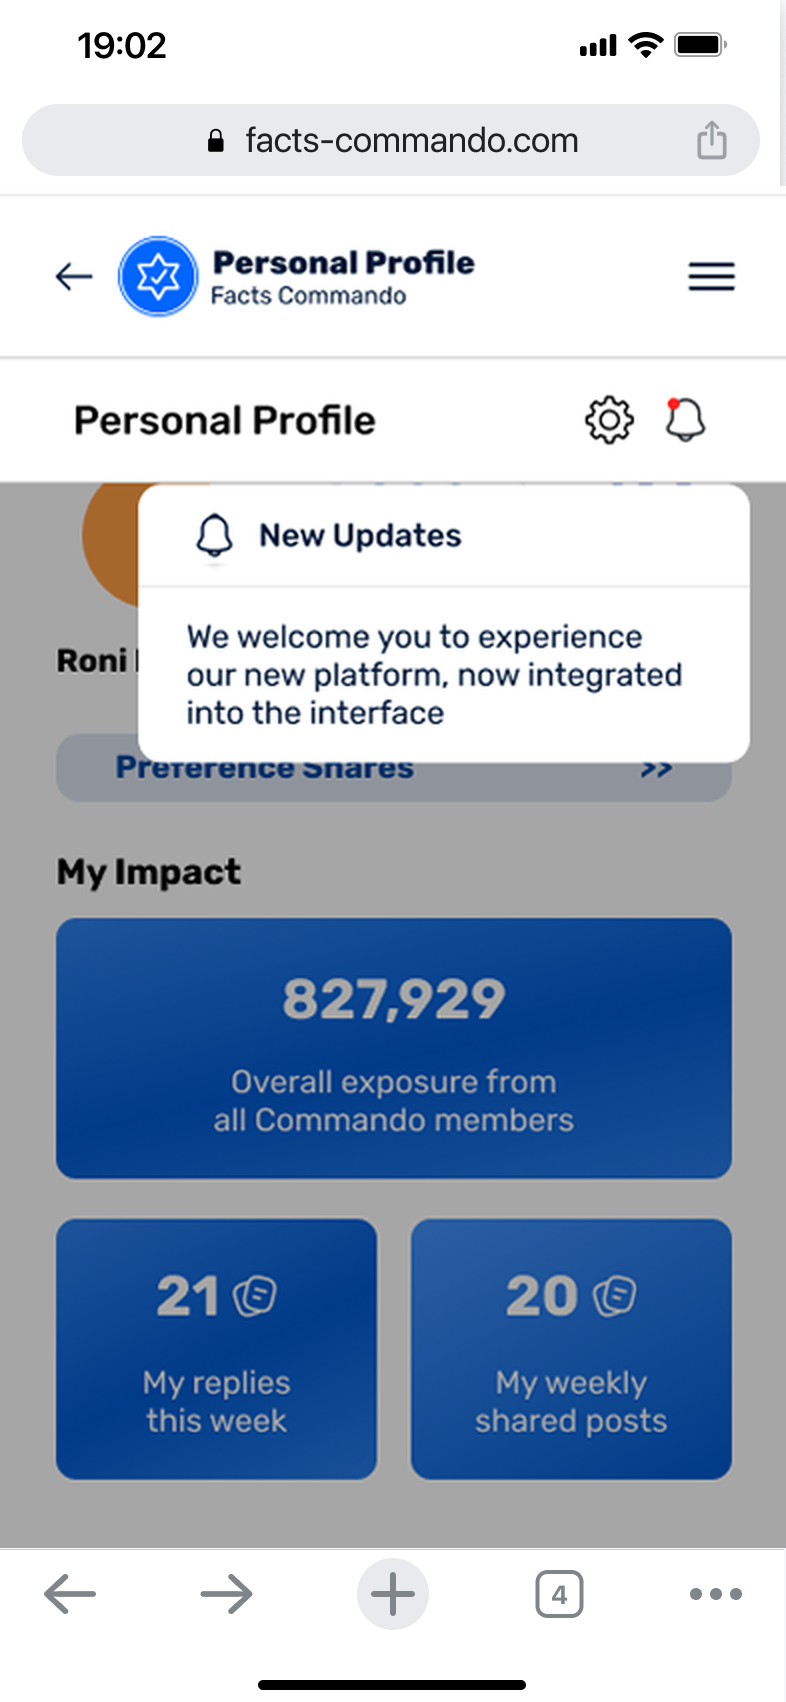 19:02
facts-commando.com
Personal Profile
Facts Commando
Personal Profile
New Updates
We welcome you to experience
our new platform, now integrated
into the interface
Roni
Preference Shares >>
My Impact
827,929
Overall exposure from
all Commando members
21
My replies
this week
20
My weekly
shared posts
4